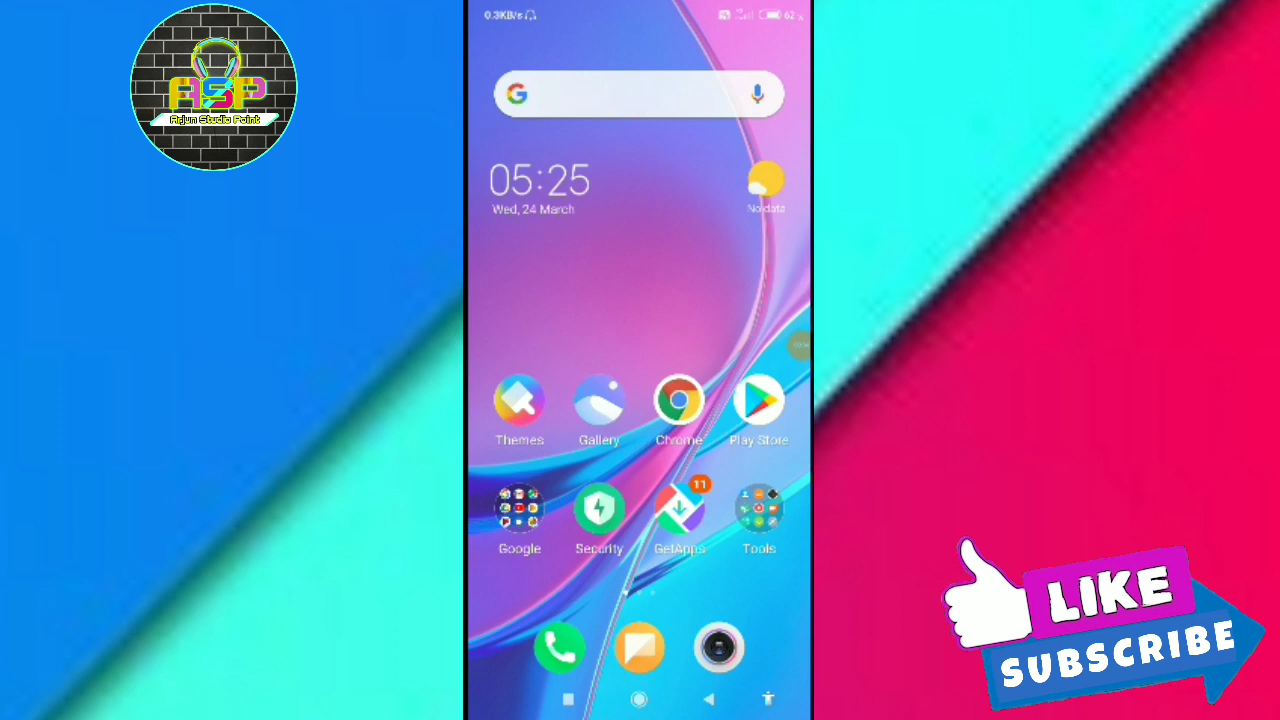 ASP
Arjun Studio Point
0.3KB/s
62
05:25
Wed, 24 March
No data
Themes
Gallery
Chrome
Play Store
11
Google
Security
GetApps
Tools
LIKE
SUBSCRIBE